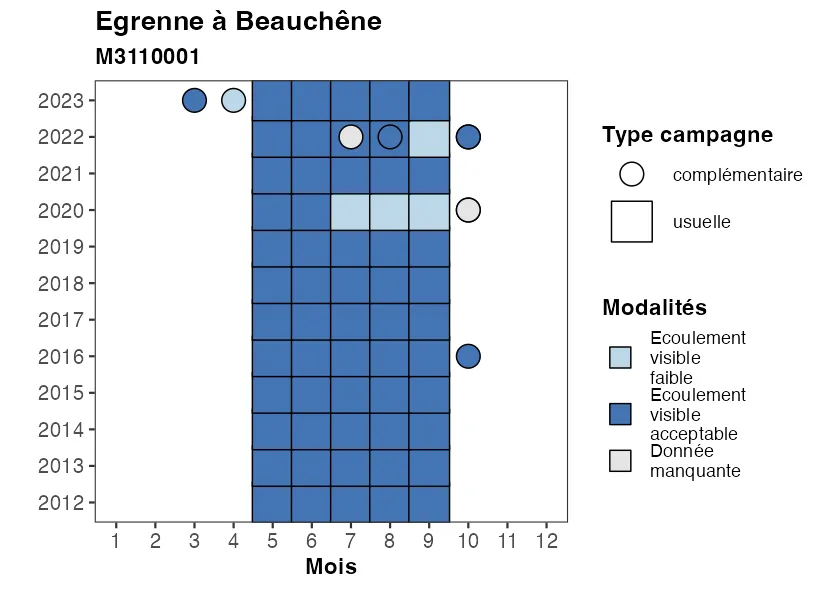 Egrenne à Beauchêne
M3110001
2023
2022
2021
2020
2019
2018
2017
2016
2015
2014
2013
2012
1 2 3 4 5 6 7 8 9 10 11 12
Mois
Type campagne
complémentaire
usuelle
Modalités
Ecoulement
visible
faible
Ecoulement
visible
acceptable
Donnée
manquante